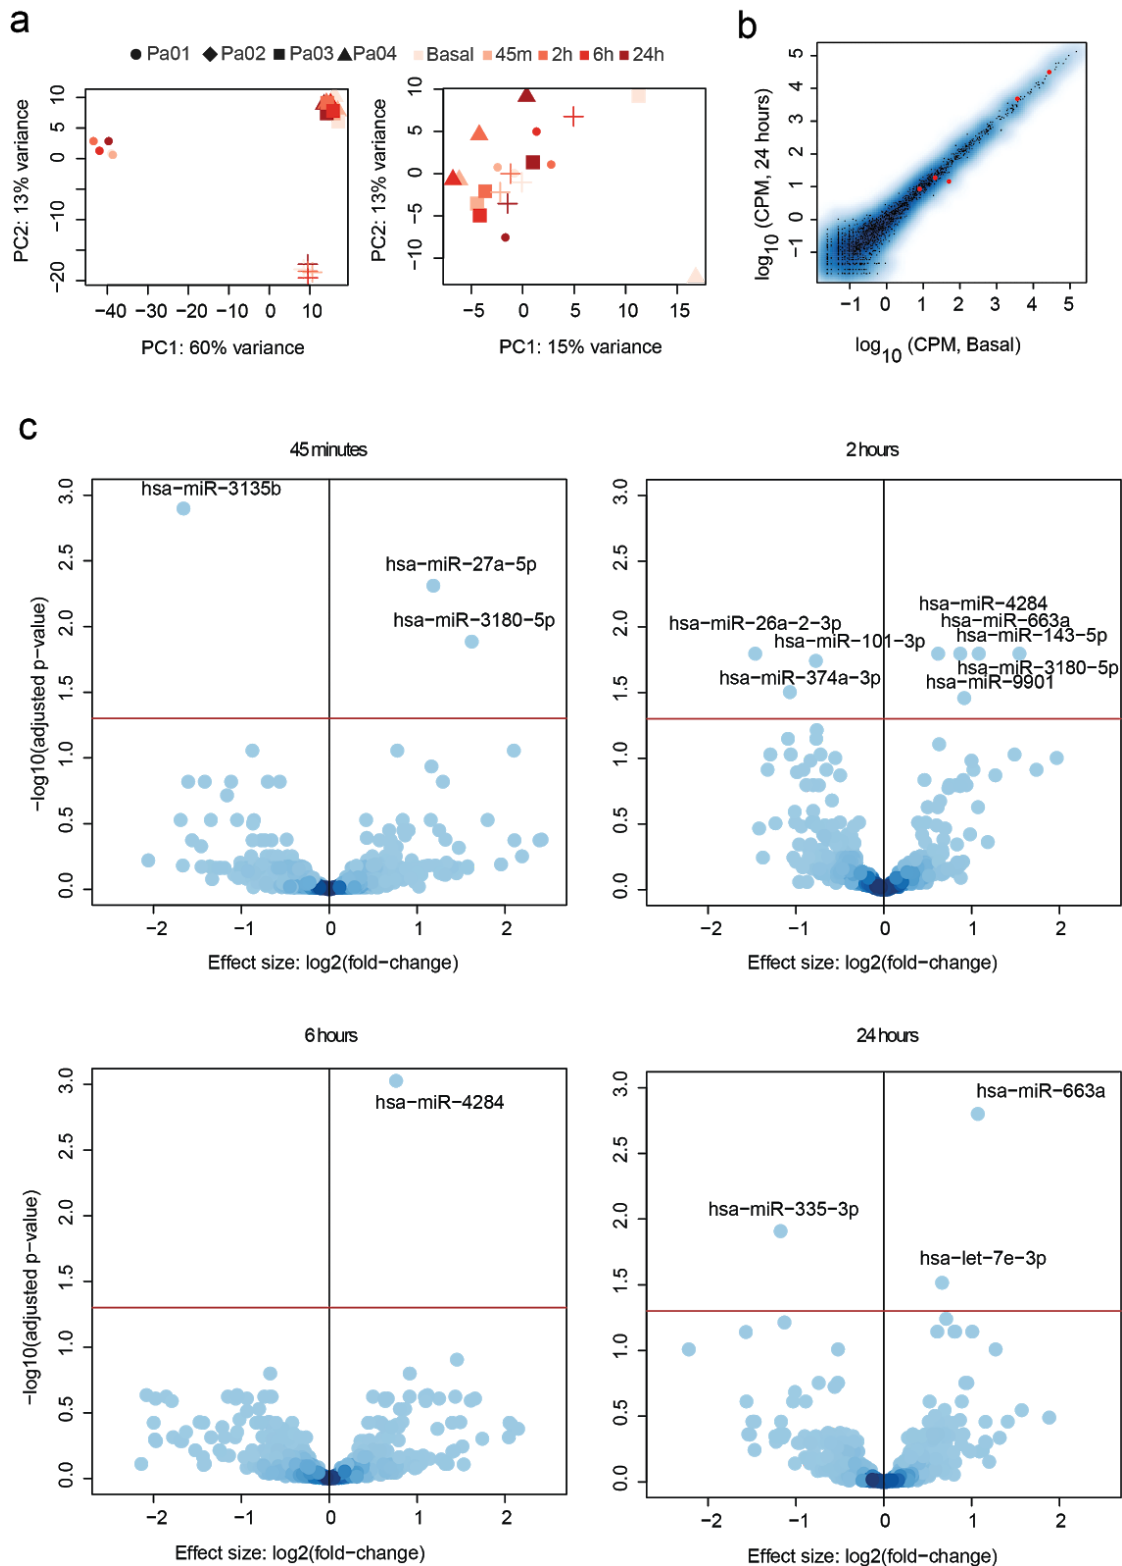 a
Pa01 Pa02 Pa03 Pa04 Basal 45m 2h 6h 24h
PC2: 13% variance
10
5
0
−10
−20
−40 −30 −20 −10 0 10
PC1: 60% variance
PC2: 13% variance
10
5
0
−5
−10
−5 0 5 10 15
PC1: 15% variance
b
log10 (CPM, 24 hours)
5
4
3
2
1
0
−1
−1 0 1 2 3 4 5
log10 (CPM, Basal)
c
45 minutes
−log10(adjusted p−value)
3.0
2.5
2.0
1.5
1.0
0.5
0.0
hsa−miR−3135b
hsa−miR−27a−5p
hsa−miR−3180−5p
−2 −1 0 1 2
Effect size: log2(fold−change)
2 hours
3.0
2.5
2.0
1.5
1.0
0.5
0.0
hsa−miR−4284
hsa−miR−26a−2−3p
hsa−miR−663a
hsa−miR−143−5p
hsa−miR−101−3p
hsa−miR−3180−5p
hsa−miR−374a−3p
hsa−miR−9901
−2 −1 0 1 2
Effect size: log2(fold−change)
6 hours
−log10(adjusted p−value)
3.0
2.5
2.0
1.5
1.0
0.5
0.0
hsa−miR−4284
−2 −1 0 1 2
Effect size: log2(fold−change)
24 hours
3.0
2.5
2.0
1.5
1.0
0.5
0.0
hsa−miR−663a
hsa−miR−335−3p
hsa−let−7e−3p
−2 −1 0 1 2
Effect size: log2(fold−change)